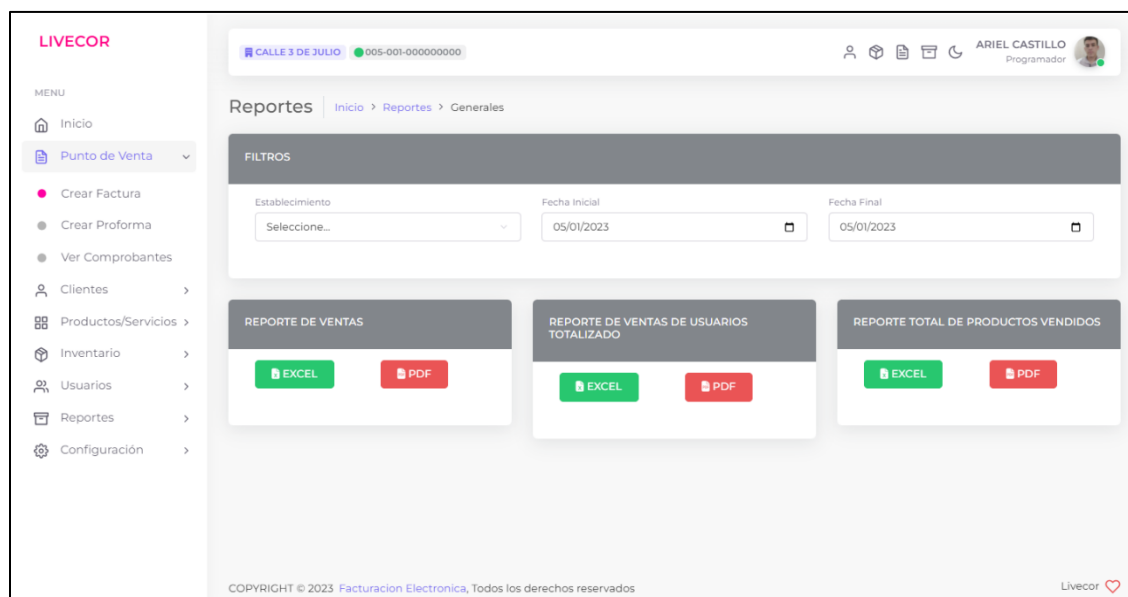 LIVECOR
MENU
Inicio
Punto de Venta
Crear Factura
Crear Proforma
Ver Comprobantes
Clientes
Productos/Servicios
Inventario
Usuarios
Reportes
Configuración
CALLE 3 DE JULIO 005-001-000000000
ARIEL CASTILLO
Programador
Reportes Inicio > Reportes > Generales
FILTROS
Establecimiento
Seleccione...
Fecha Inicial
05/01/2023
Fecha Final
05/01/2023
REPORTE DE VENTAS
EXCEL PDF
REPORTE DE VENTAS DE USUARIOS
TOTALIZADO
EXCEL PDF
REPORTE TOTAL DE PRODUCTOS VENDIDOS
EXCEL PDF
COPYRIGHT © 2023 Facturacion Electronica, Todos los derechos reservados
Livecor